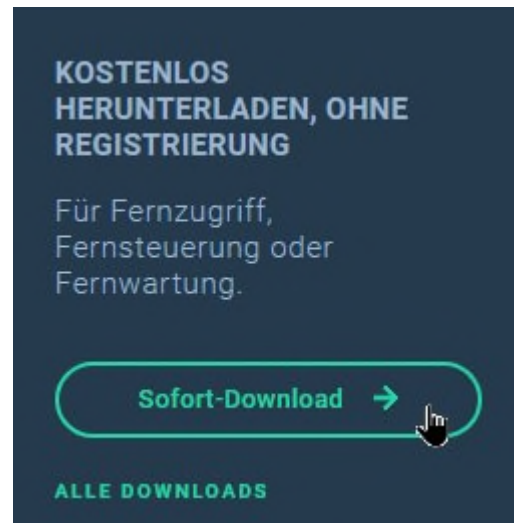 KOSTENLOS
HERUNTERLADEN, OHNE
REGISTRIERUNG
Für Fernzugriff,
Fernsteuerung oder
Fernwartung.
Sofort-Download →
ALLE DOWNLOADS